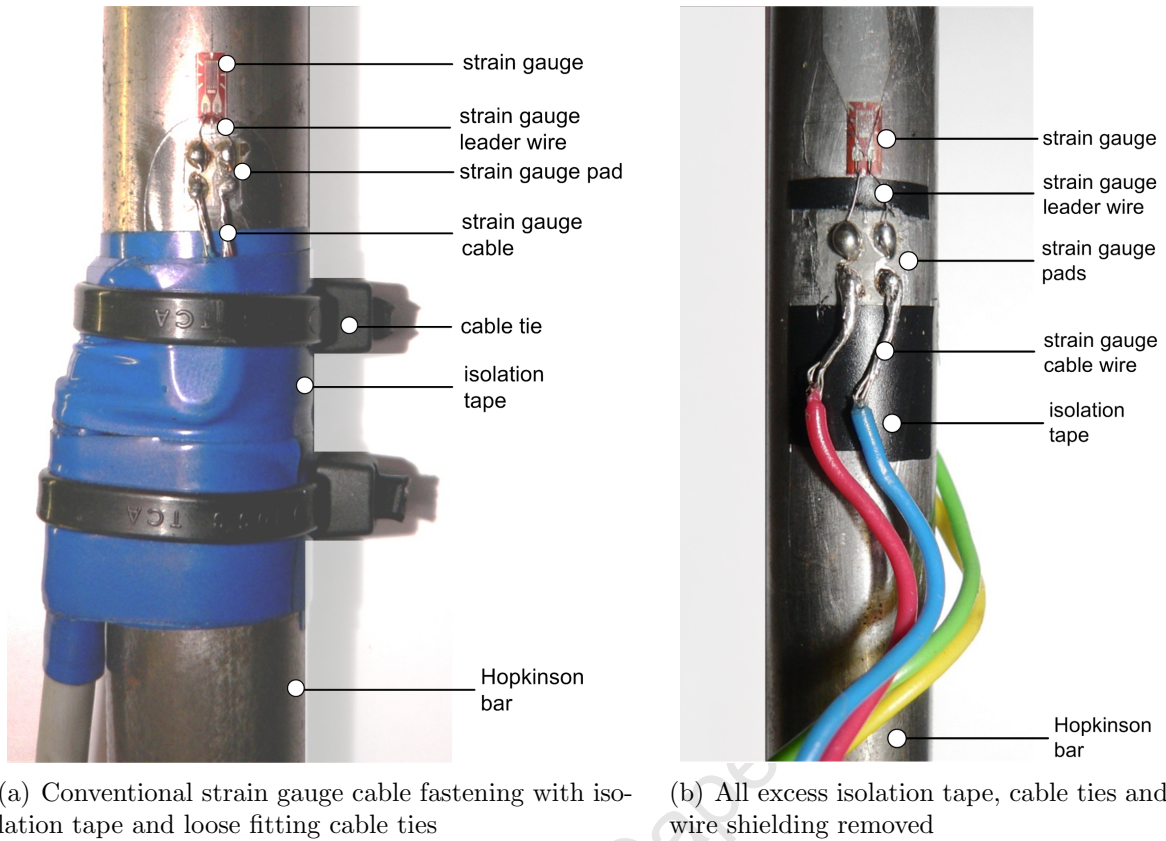 strain gauge
strain gauge
leader wire
strain gauge pad
strain gauge
cable
cable tie
isolation
tape
Hopkinson
bar
TCA
TCA
(a) Conventional strain gauge cable fastening with iso-
lation tape and loose fitting cable ties
strain gauge
strain gauge
leader wire
strain gauge
pads
strain gauge
cable wire
isolation
tape
Hopkinson
bar
(b) All excess isolation tape, cable ties and
wire shielding removed